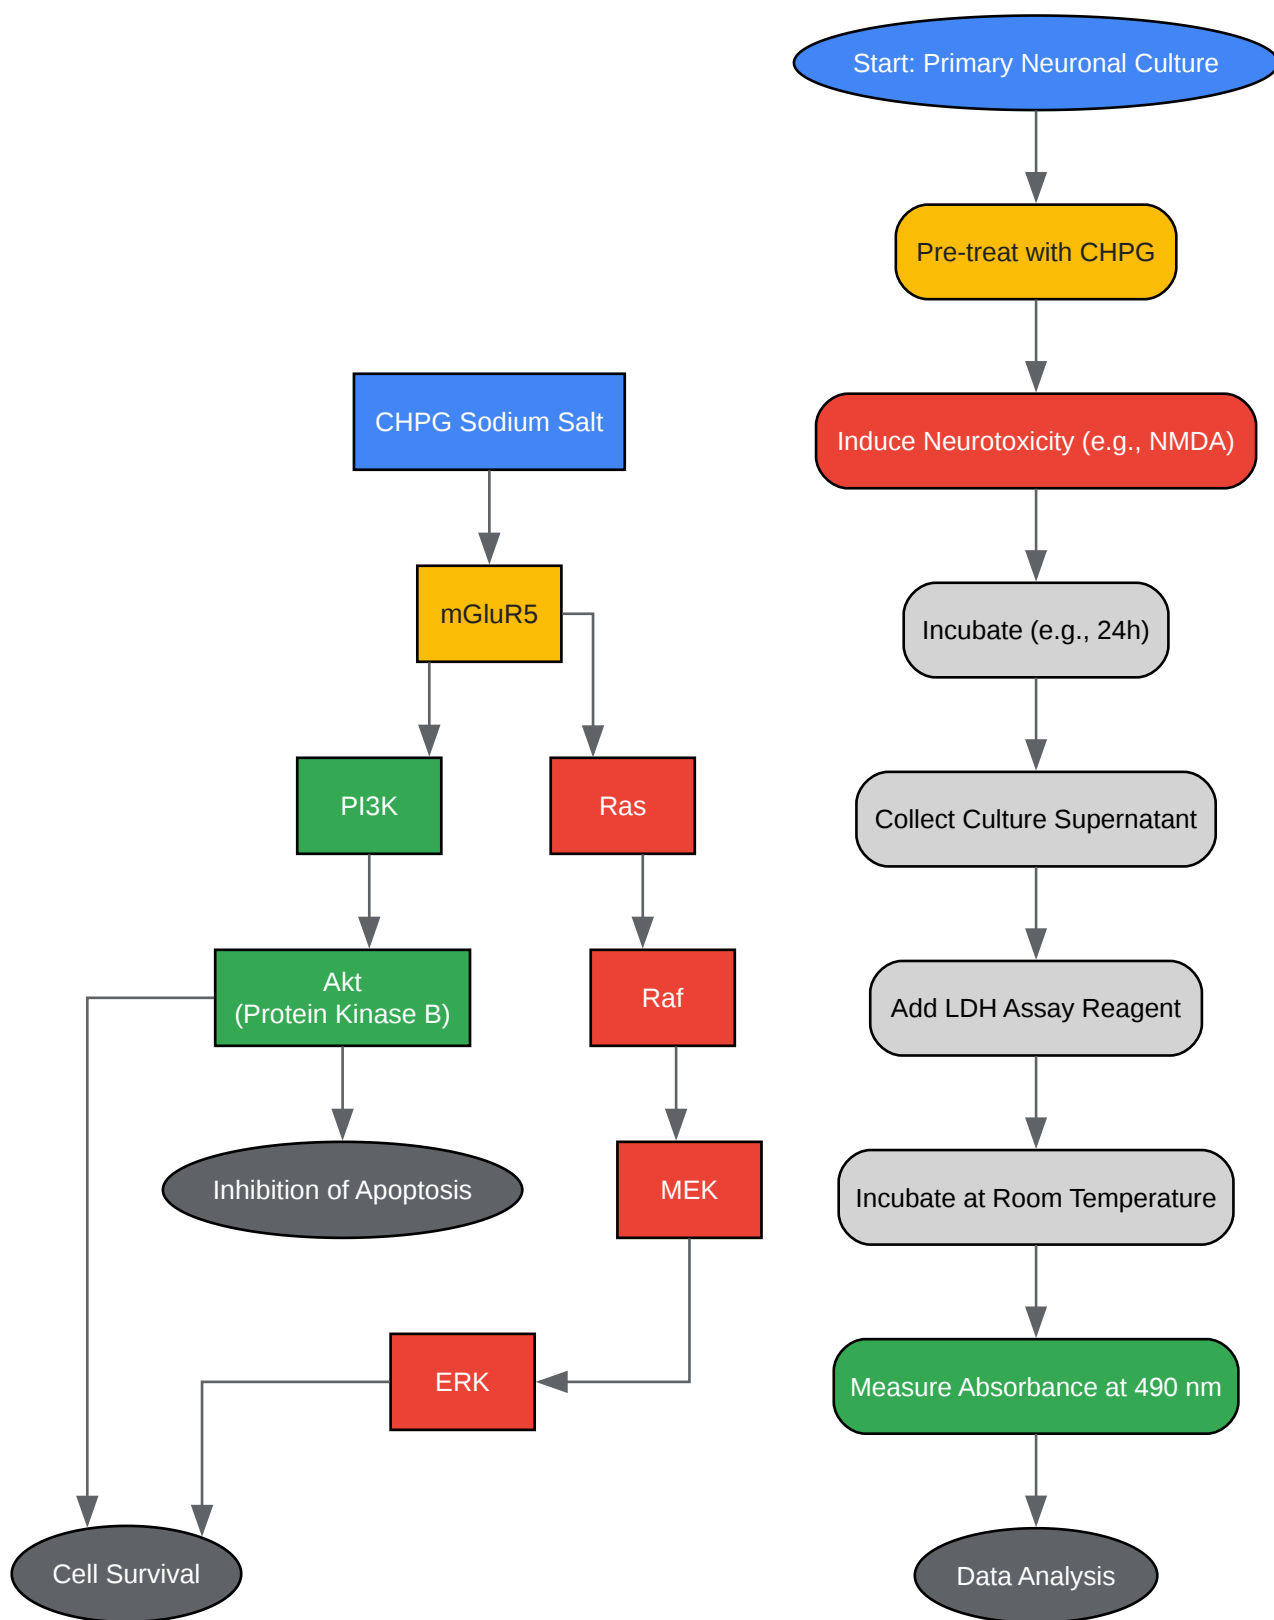 CHPG Sodium Salt
mGluR5
PI3K
Ras
Akt
(Protein Kinase B)
Raf
Inhibition of Apoptosis
MEK
ERK
Cell Survival
Start: Primary Neuronal Culture
Pre-treat with CHPG
Induce Neurotoxicity (e.g., NMDA)
Incubate (e.g., 24h)
Collect Culture Supernatant
Add LDH Assay Reagent
Incubate at Room Temperature
Measure Absorbance at 490 nm
Data Analysis